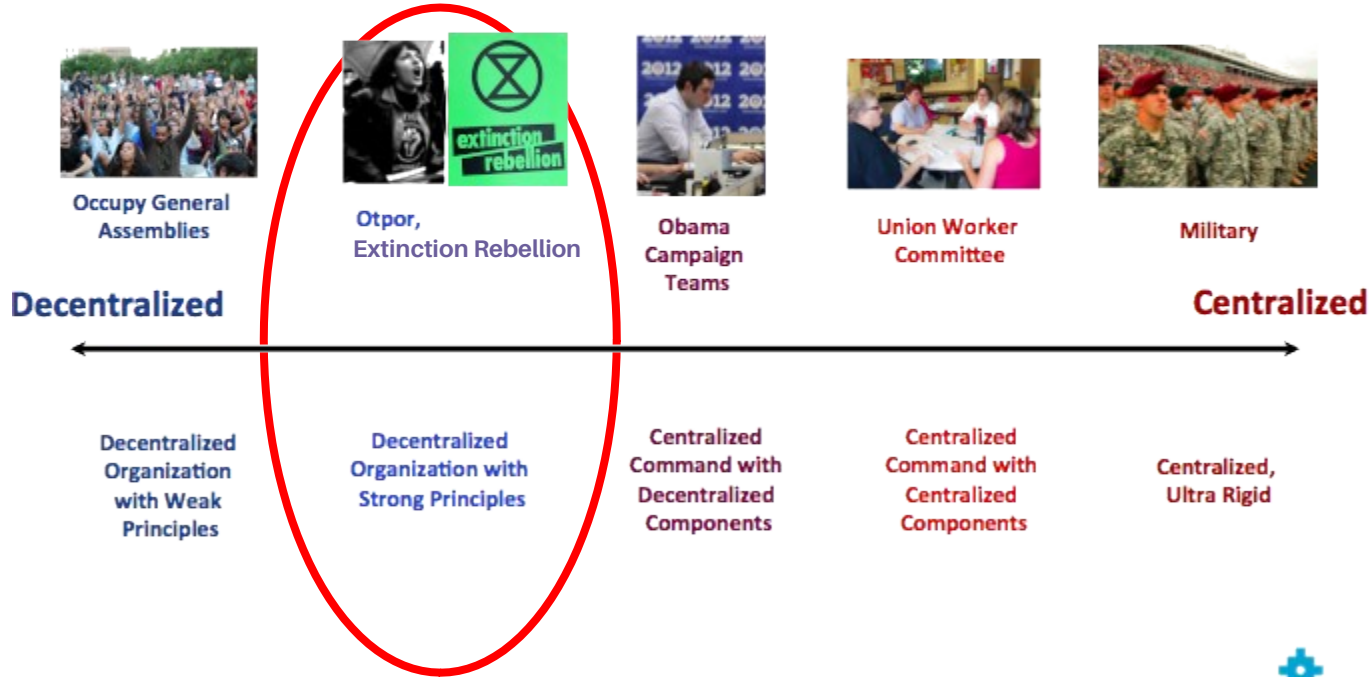 extinction
rebellion
2012
2012
Occupy General
Assemblies
Otpor,
Extinction Rebellion
Obama
Campaign
Teams
Union Worker
Committee
Military
Decentralized
Centralized
Decentralized
Organization
with Weak
Principles
Decentralized
Organization with
Strong Principles
Centralized
Command with
Decentralized
Components
Centralized
Command with
Centralized
Components
Centralized,
Ultra Rigid